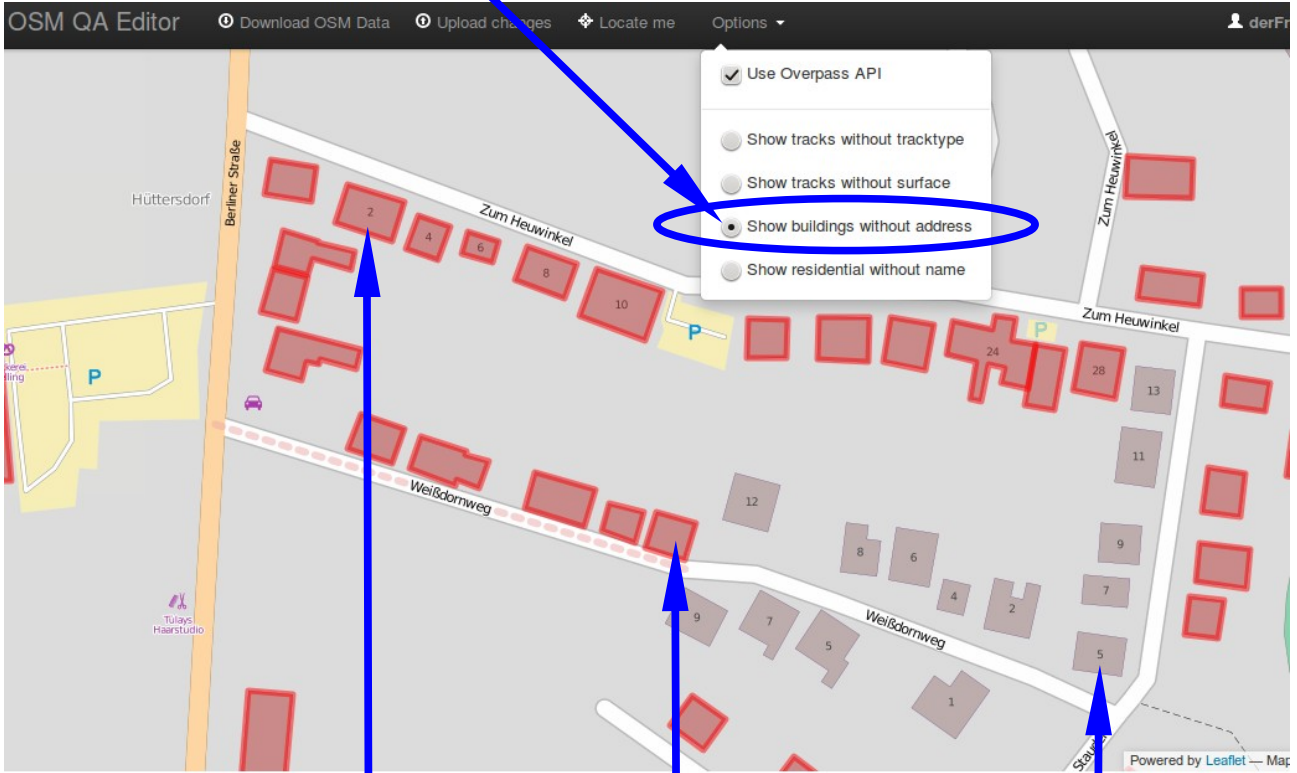 OSM QA Editor Download OSM Data Upload changes Locate me Options derFr
Use Overpass API
Show tracks without tracktype
Show tracks without surface
Show buildings without address
Show residential without name
Hüttersdorf
Berliner Straße
Zum Heuwinkel
Zum Heuwinkel
Zum Heuwinkel
2
4
6
8
10
P
P
P
24
28
13
11
Weißdornweg
12
8
6
4
2
9
7
5
9
7
5
1
Weißdornweg
Tulays
Haarstudio
Powered by Leaflet — Map